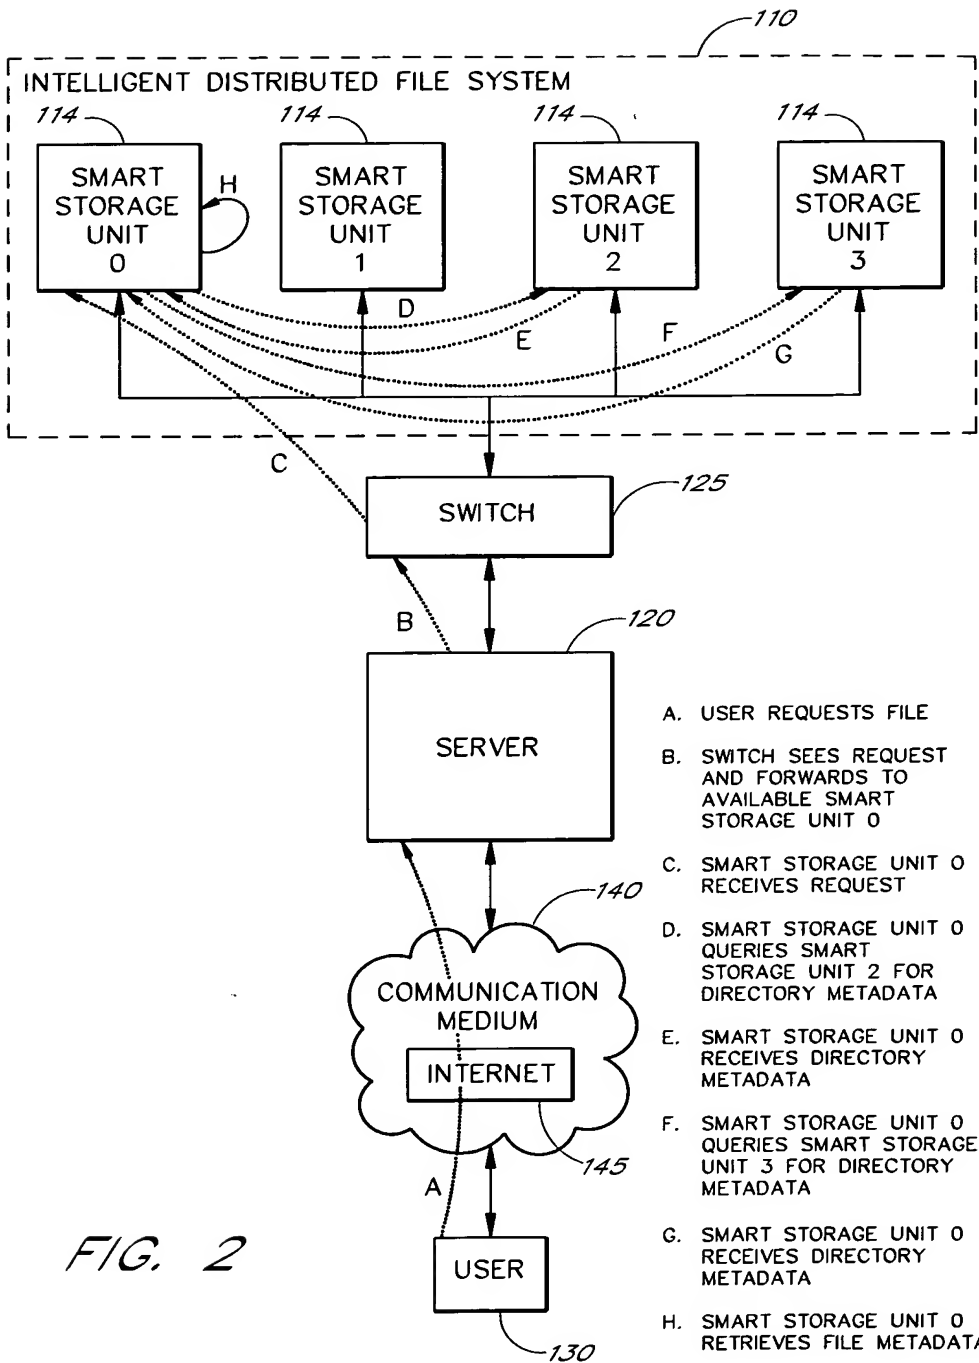 110
INTELLIGENT DISTRIBUTED FILE SYSTEM
114
114
114
114
SMART
STORAGE
UNIT
0
H
SMART
STORAGE
UNIT
1
SMART
STORAGE
UNIT
2
SMART
STORAGE
UNIT
3
D
E
F
G
C
SWITCH
125
B
120
SERVER
140
COMMUNICATION
MEDIUM
INTERNET
145
A
USER
130
FIG. 2
A. USER REQUESTS FILE
B. SWITCH SEES REQUEST
AND FORWARDS TO
AVAILABLE SMART
STORAGE UNIT 0
C. SMART STORAGE UNIT 0
RECEIVES REQUEST
D. SMART STORAGE UNIT 0
QUERIES SMART
STORAGE UNIT 2 FOR
DIRECTORY METADATA
E. SMART STORAGE UNIT 0
RECEIVES DIRECTORY
METADATA
F. SMART STORAGE UNIT 0
QUERIES SMART STORAGE
UNIT 3 FOR DIRECTORY
METADATA
G. SMART STORAGE UNIT 0
RECEIVES DIRECTORY
METADATA
H. SMART STORAGE UNIT 0
RETRIEVES FILE METADATA